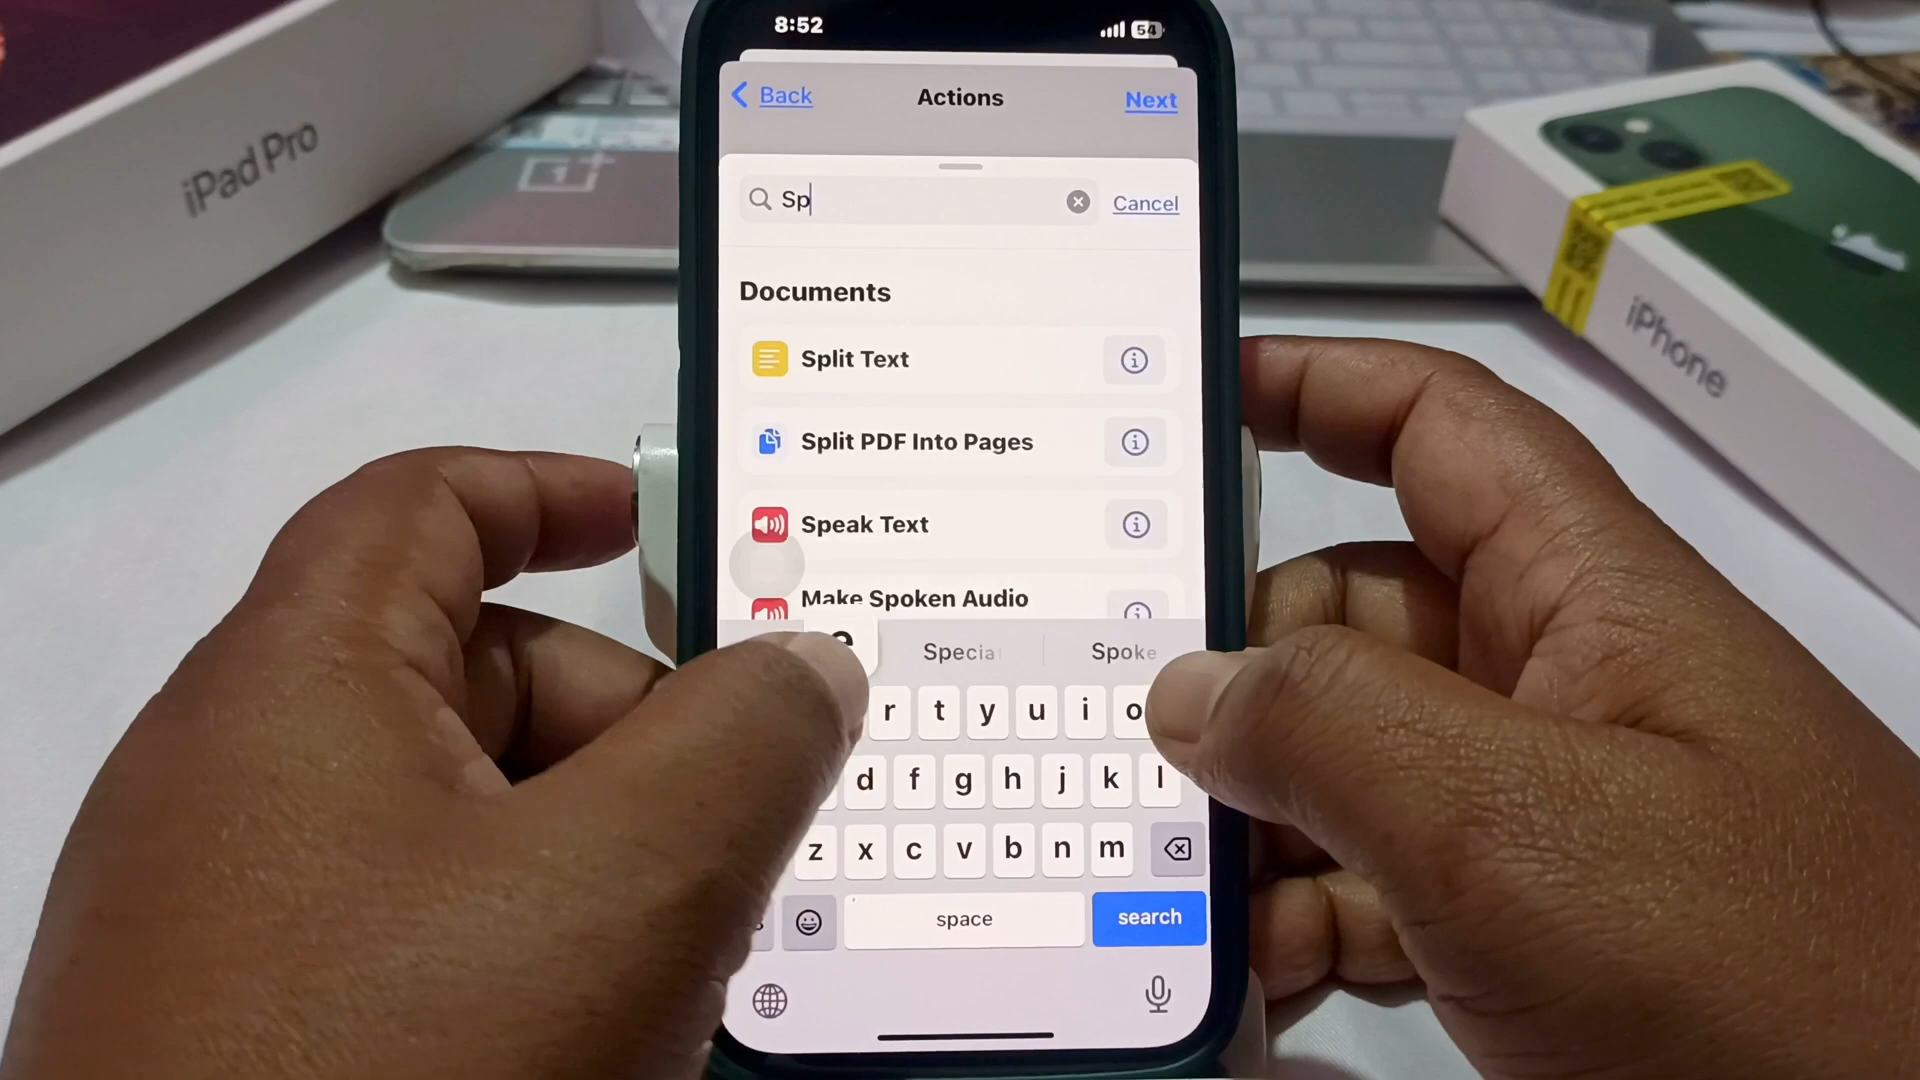 8:52
54
Back
Actions
Next
Sp
Cancel
Documents
Split Text
Split PDF Into Pages
Speak Text
Make Spoken Audio
e
Specia
Spoke
r t y u i o
d f g h j k l
z x c v b n m
space
search
iPad Pro
iPhone